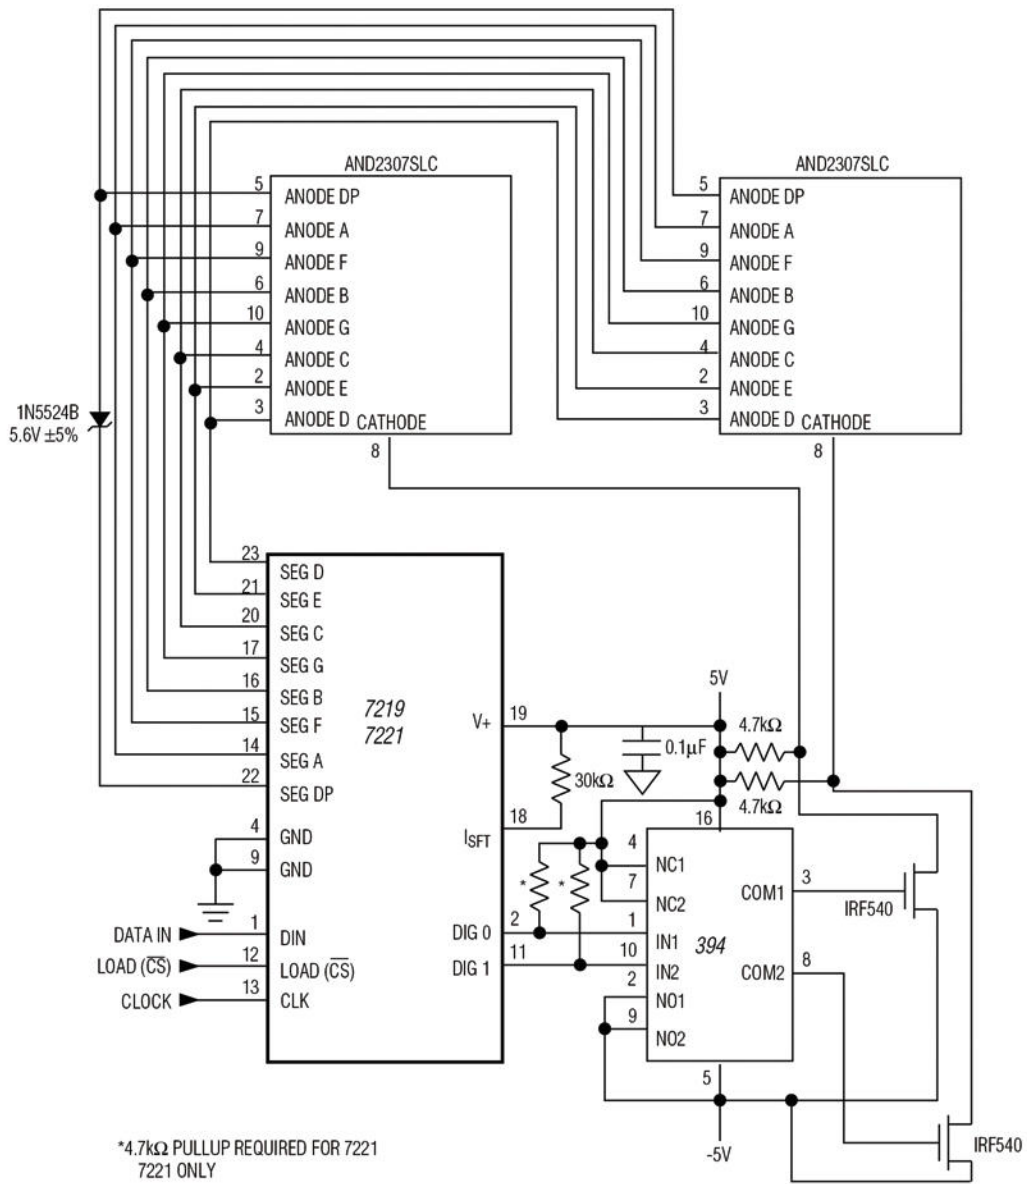 AND2307SLC
5 ANODE DP
7 ANODE A
9 ANODE F
6 ANODE B
10 ANODE G
4 ANODE C
2 ANODE E
3 ANODE D CATHODE
8
AND2307SLC
5 ANODE DP
7 ANODE A
9 ANODE F
6 ANODE B
10 ANODE G
4 ANODE C
2 ANODE E
3 ANODE D CATHODE
8
1N5524B
5.6V ±5%
23 SEG D
21 SEG E
20 SEG C
17 SEG G
16 SEG B
15 SEG F
14 SEG A
22 SEG DP
4 GND
9 GND
DATA IN 1 DIN
LOAD (C̅S̅) 12 LOAD (C̅S̅)
CLOCK 13 CLK
7219
7221
V+ 19
ISFT 18
DIG 0 2
DIG 1 11
30kΩ
0.1µF
5V
4.7kΩ
4.7kΩ
* *
16
4 NC1
7 NC2
1 IN1
10 IN2
2 NO1
9 NO2
394
COM1 3
COM2 8
5
-5V
IRF540
IRF540
*4.7kΩ PULLUP REQUIRED FOR 7221
7221 ONLY